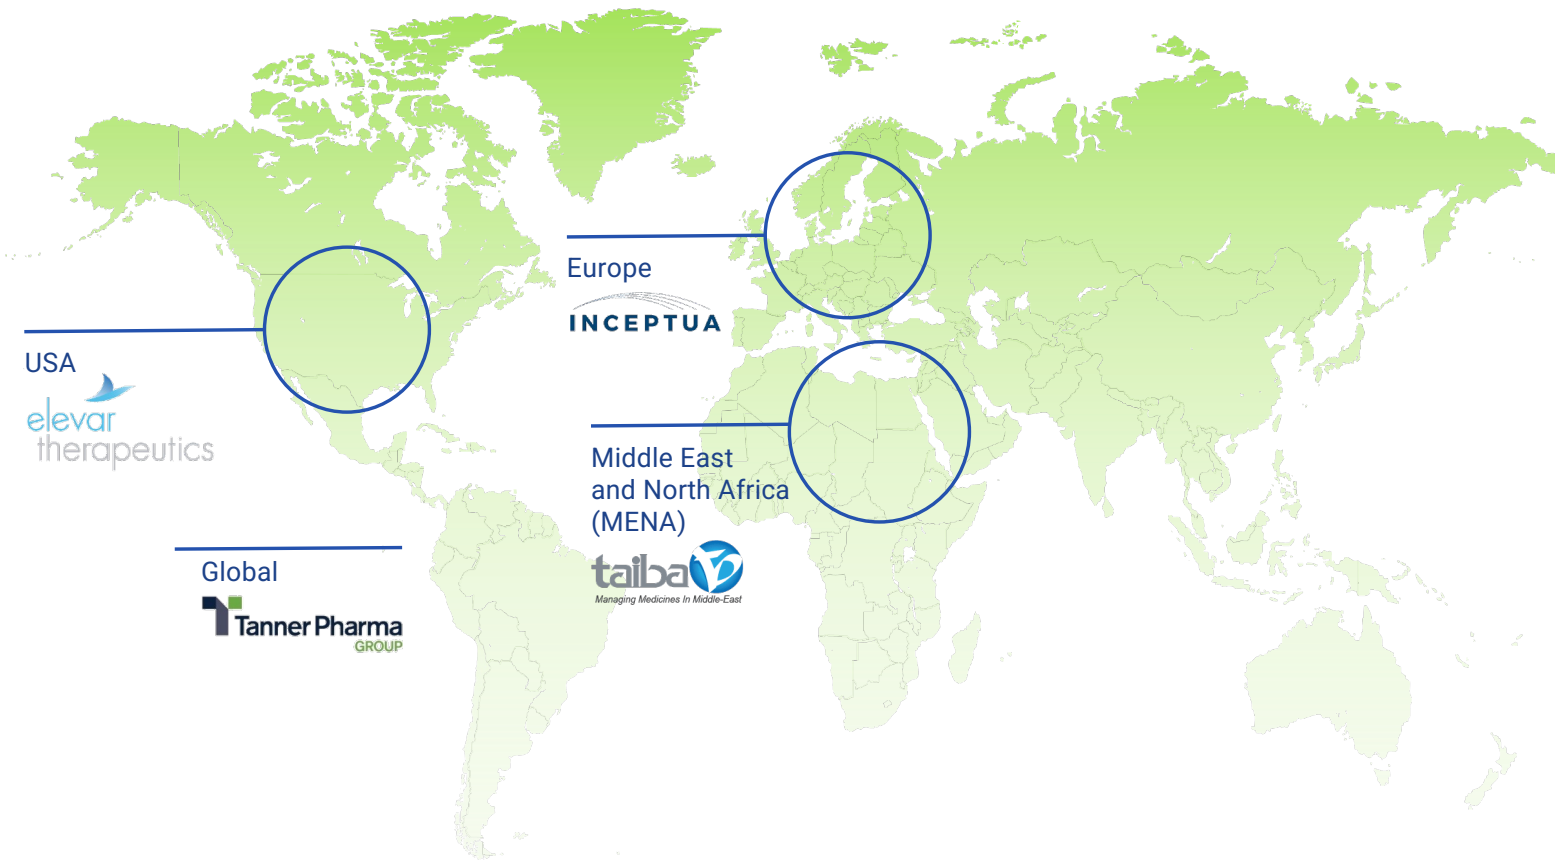 Europe
INCEPTUA
USA
elevar
therapeutics
Middle East
and North Africa
(MENA)
taiba
Managing Medicines In Middle-East
Global
Tanner Pharma
GROUP